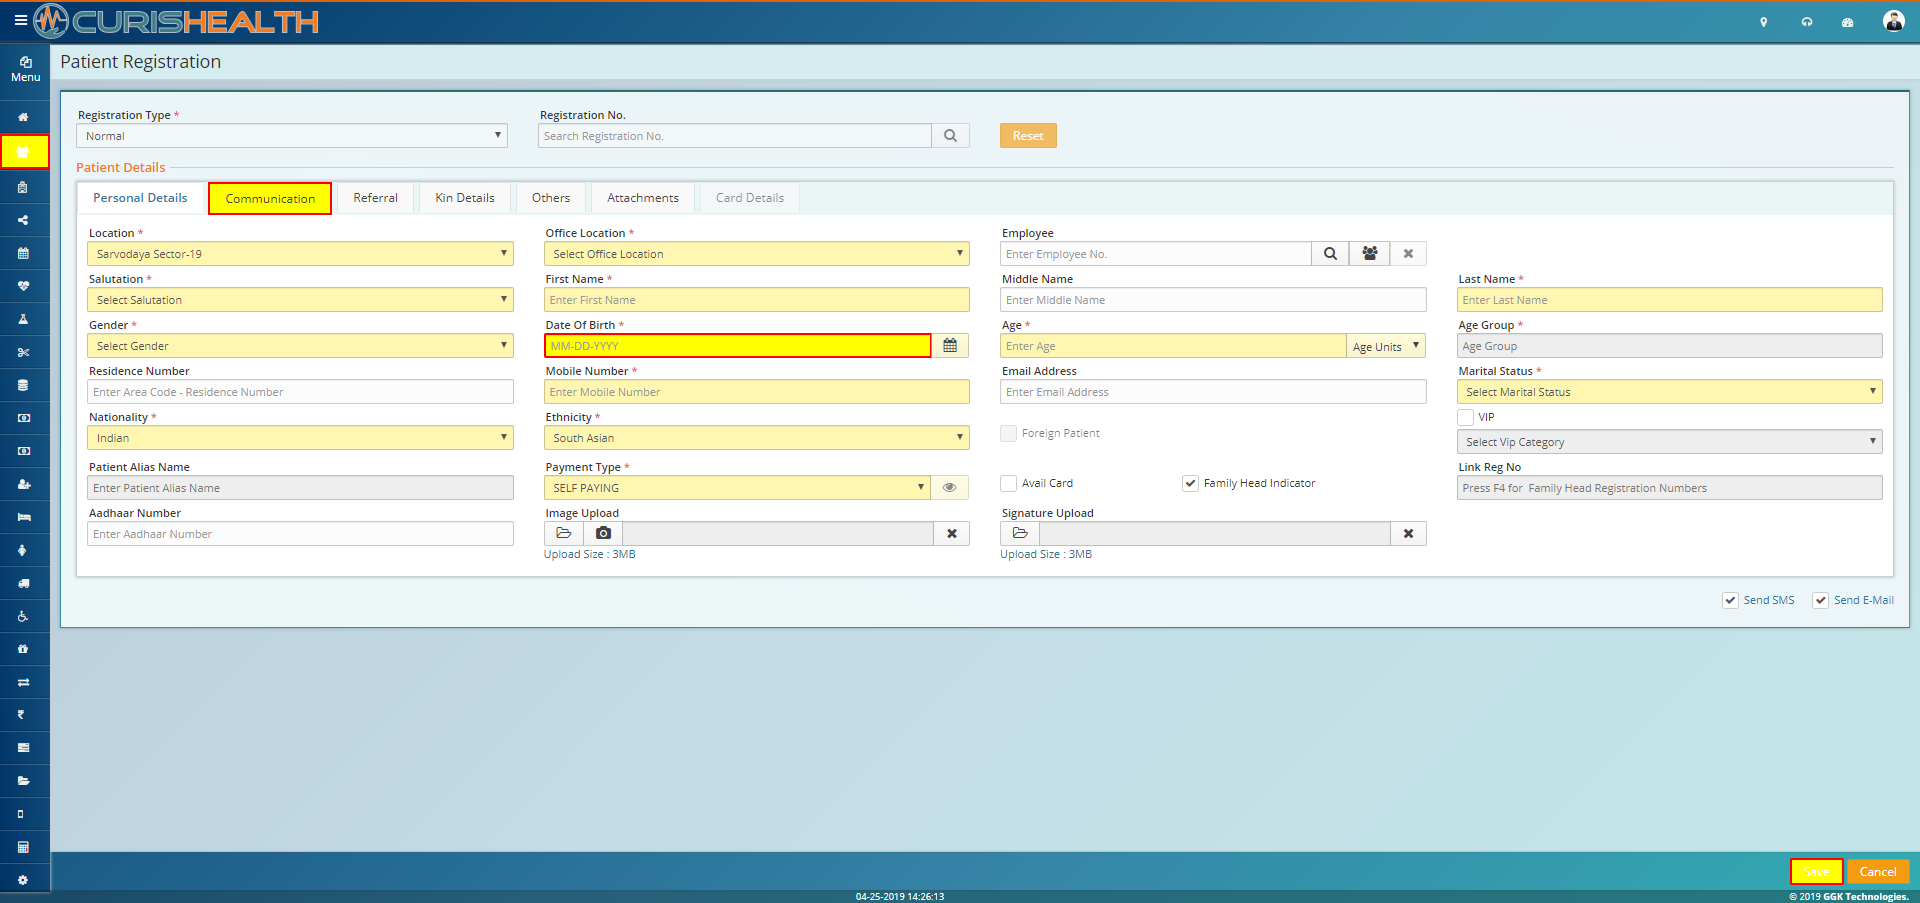 CURISHEALTH
Menu
Patient Registration
Registration Type *
Registration No.
Normal
Search Registration No.
Reset
Patient Details
Personal Details
Communication
Referral
Kin Details
Others
Attachments
Card Details
Location *
Office Location *
Employee
Sarvodaya Sector-19
Select Office Location
Enter Employee No.
Salutation *
First Name *
Middle Name
Last Name *
Select Salutation
Enter First Name
Enter Middle Name
Enter Last Name
Gender *
Date Of Birth *
Age *
Age Group *
Select Gender
MM-DD-YYYY
Enter Age
Age Units
Age Group
Residence Number
Mobile Number *
Email Address
Marital Status *
Enter Area Code - Residence Number
Enter Mobile Number
Enter Email Address
Select Marital Status
Nationality *
Ethnicity *
VIP
Indian
South Asian
Foreign Patient
Select Vip Category
Patient Alias Name
Payment Type *
Link Reg No
Enter Patient Alias Name
SELF PAYING
Avail Card
Family Head Indicator
Press F4 for Family Head Registration Numbers
Aadhaar Number
Image Upload
Signature Upload
Enter Aadhaar Number
Upload Size : 3MB
Upload Size : 3MB
Send SMS
Send E-Mail
Save
Cancel
04-25-2019 14:26:13
© 2019 GGK Technologies.